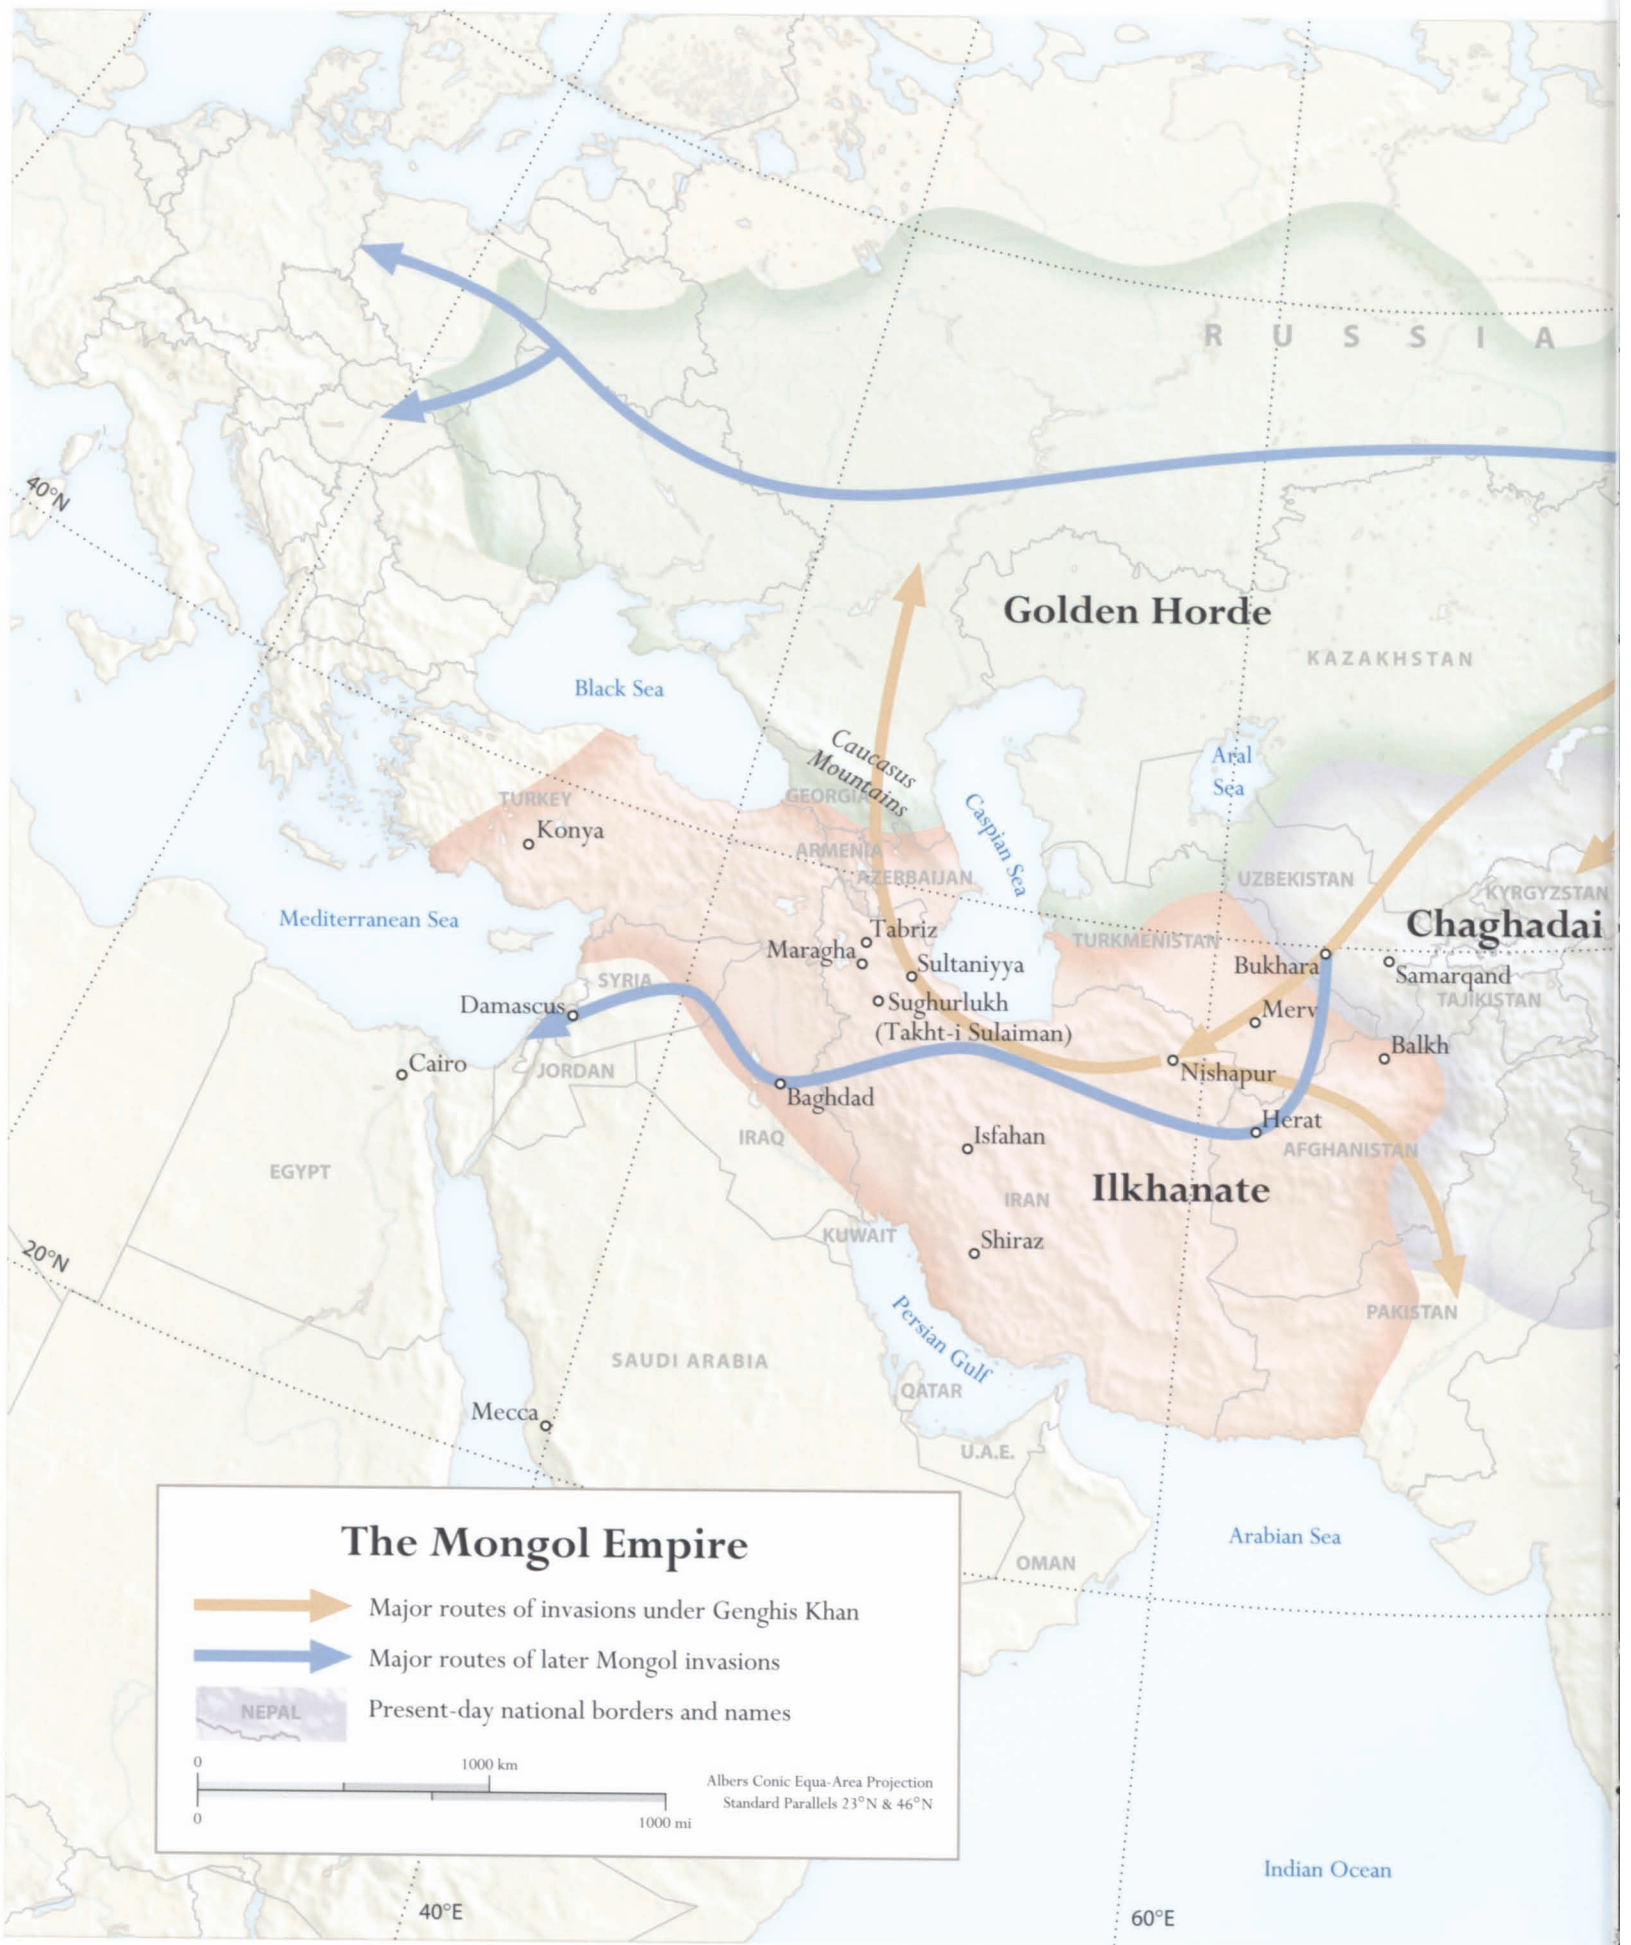 40°N
R U S S I A
Golden Horde
KAZAKHSTAN
Black Sea
Caucasus
Mountains
Aral
Sea
GEORGIA
TURKEY
Konya
Caspian Sea
ARMENIA
AZERBAIJAN
UZBEKISTAN
KYRGYZSTAN
Chaghadai
Mediterranean Sea
Tabriz
TURKMENISTAN
Maragha
Sultaniyya
Bukhara
Samarqand
SYRIA
TAJIKISTAN
Damascus
Sughurlukh
(Takht-i Sulaiman)
Merv
Balkh
Cairo
JORDAN
Nishapur
Baghdad
Herat
IRAQ
Isfahan
AFGHANISTAN
EGYPT
Ilkhanate
IRAN
KUWAIT
Shiraz
20°N
PAKISTAN
Persian Gulf
SAUDI ARABIA
QATAR
Mecca
U.A.E.
Arabian Sea
OMAN
The Mongol Empire
Major routes of invasions under Genghis Khan
Major routes of later Mongol invasions
NEPAL
Present-day national borders and names
0
1000 km
0
1000 mi
Albers Conic Equa-Area Projection
Standard Parallels 23°N & 46°N
Indian Ocean
40°E
60°E